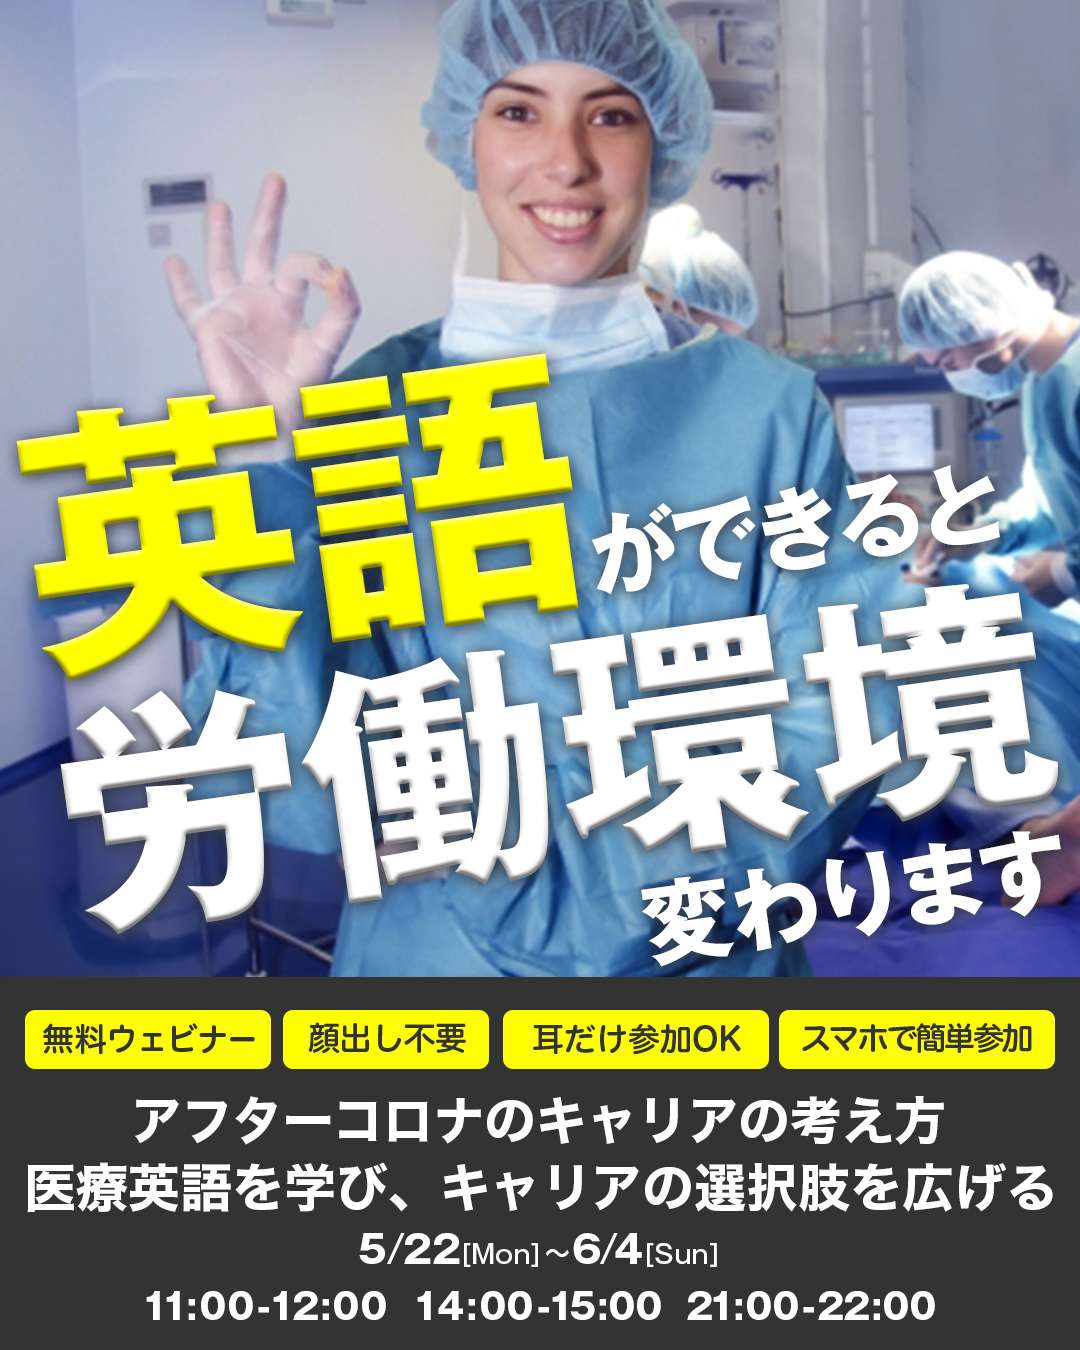 英語ができると
労働環境
変わります
無料ウェビナー 顔出し不要 耳だけ参加OK スマホで簡単参加
アフターコロナのキャリアの考え方
医療英語を学び、キャリアの選択肢を広げる
5/22[Mon]～6/4[Sun]
11:00-12:00 14:00-15:00 21:00-22:00